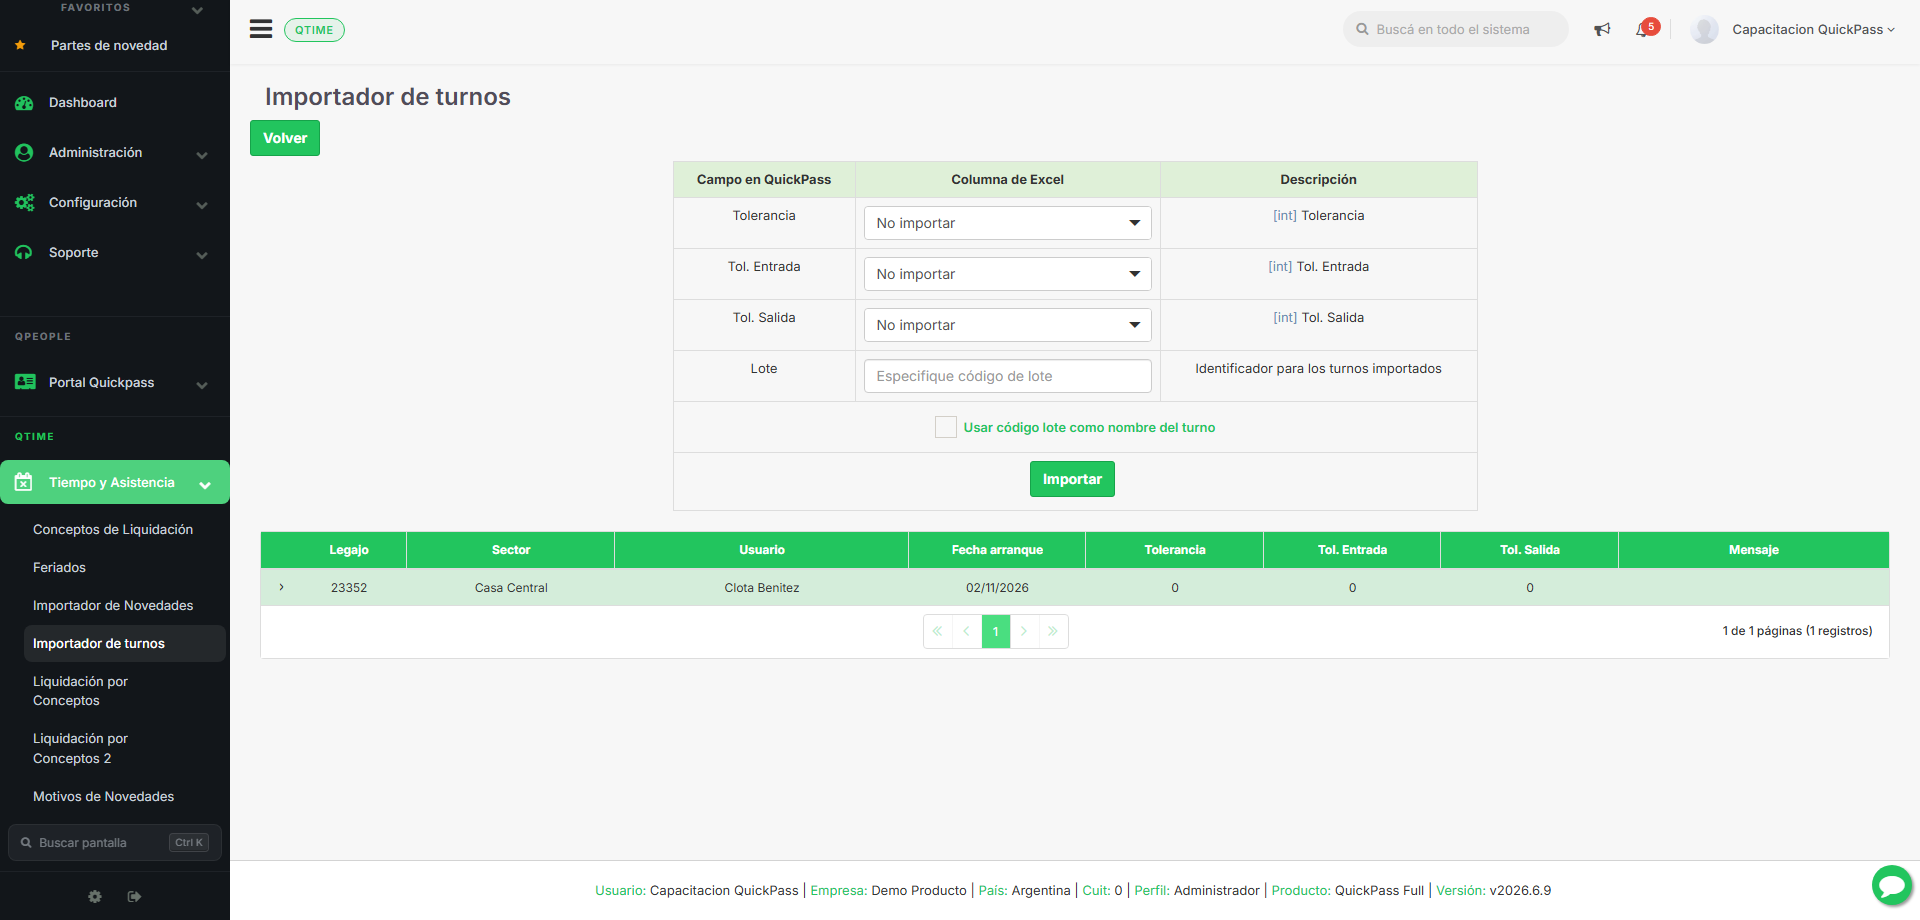 FAVORITOS
Partes de novedad
Dashboard
Administración
Configuración
Soporte
QPEOPLE
Portal Quickpass
QTIME
Tiempo y Asistencia
Conceptos de Liquidación
Feriados
Importador de Novedades
Importador de turnos
Liquidación por
Conceptos
Liquidación por
Conceptos 2
Motivos de Novedades
Buscar pantalla Ctrl K
QTIME
Buscá en todo el sistema
5
Capacitacion QuickPass
Importador de turnos
Volver
Campo en QuickPass Columna de Excel Descripción
Tolerancia No importar [int] Tolerancia
Tol. Entrada No importar [int] Tol. Entrada
Tol. Salida No importar [int] Tol. Salida
Lote Especifique código de lote Identificador para los turnos importados
Usar código lote como nombre del turno
Importar
Legajo Sector Usuario Fecha arranque Tolerancia Tol. Entrada Tol. Salida Mensaje
23352 Casa Central Clota Benitez 02/11/2026 0 0 0
1
1 de 1 páginas (1 registros)
Usuario: Capacitacion QuickPass | Empresa: Demo Producto | País: Argentina | Cuit: 0 | Perfil: Administrador | Producto: QuickPass Full | Versión: v2026.6.9